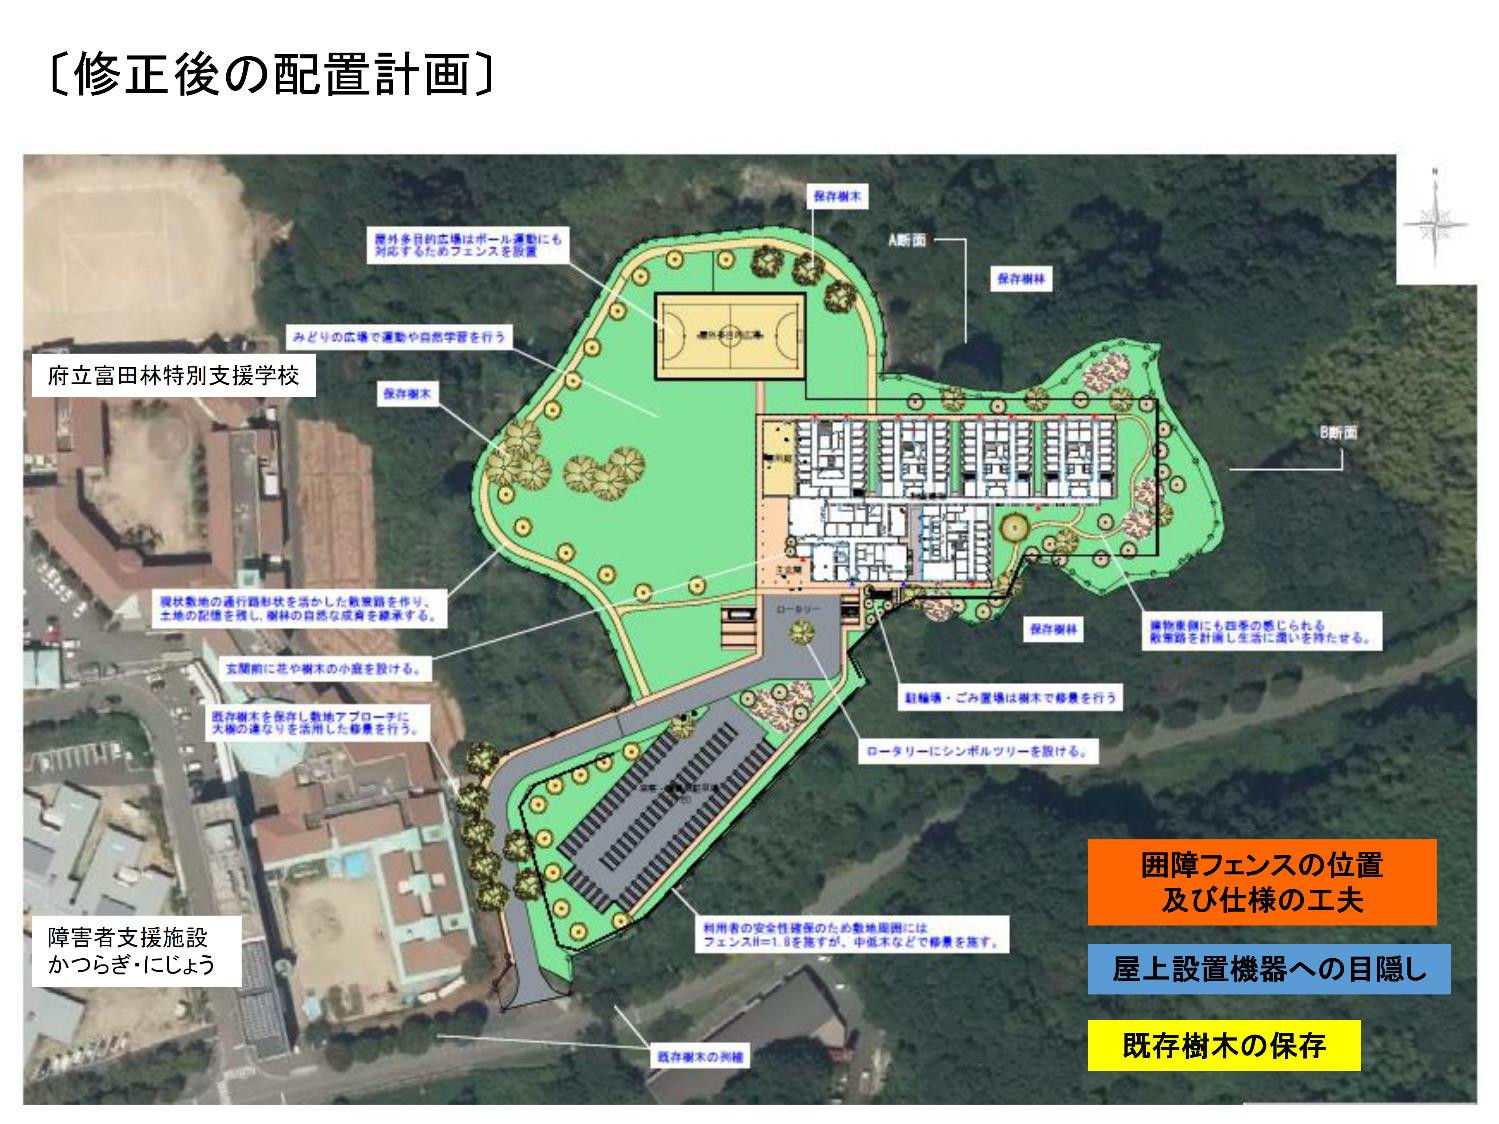 〔修正後の配置計画〕
保存樹木
N
屋外多目的広場はボール運動にも
対応するためフェンスを設置
A断面
保存樹林
みどりの広場で運動や自然学習を行う
屋外多目的広場
府立富田林特別支援学校
保存樹木
B断面
主玄関
現状敷地の通行路形状を活かした散策路を作り、
土地の記憶を残し、樹林の自然な成育を継承する。
ロータリー
保存樹林
建物東側にも四季の感じられる
散策路を計画し生活に潤いを持たせる。
玄関前に花や樹木の小庭を設ける。
駐輪場・ごみ置場は樹木で修景を行う
既存樹木を保存し敷地アプローチに
大樹の連なりを活用した修景を行う。
ロータリーにシンボルツリーを設ける。
囲障フェンスの位置
及び仕様の工夫
利用者の安全性確保のため敷地周囲には
フェンスH=1.8を施すが、中低木などで修景を施す。
障害者支援施設
かつらぎ・にじょう
屋上設置機器への目隠し
既存樹木の保存
既存樹木の列植